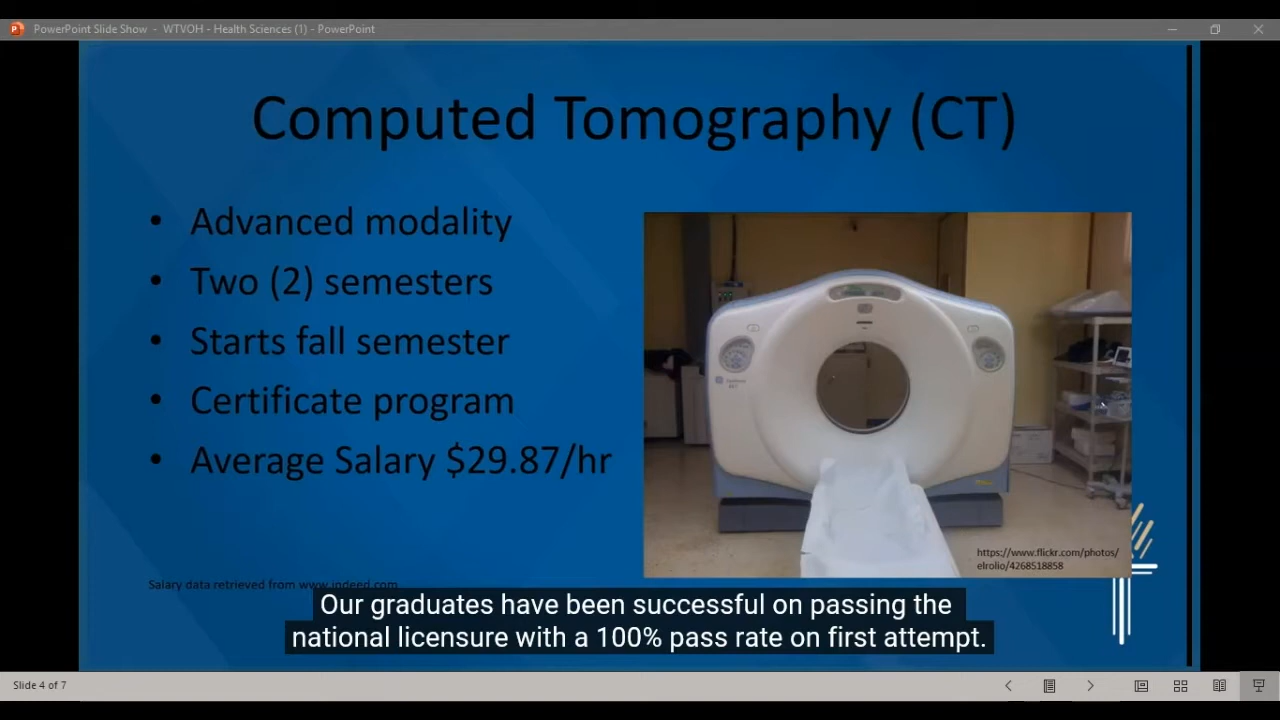 PowerPoint Slide Show - WTVOH - Health Sciences (1) - PowerPoint
Computed Tomography (CT)
• Advanced modality
• Two (2) semesters
• Starts fall semester
• Certificate program
• Average Salary $29.87/hr
https://www.flickr.com/photos/
elrolio/4268518858
Salary data retrieved from www.indeed.com
Our graduates have been successful on passing the
national licensure with a 100% pass rate on first attempt.
Slide 4 of 7